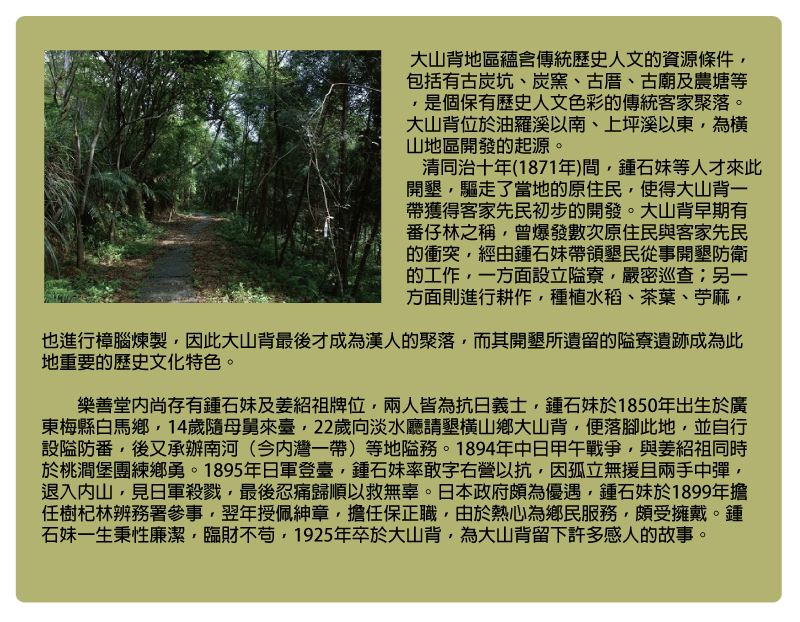 大山背地區蘊含傳統歷史人文的資源條件，
包括有古炭坑、炭窯、古厝、古廟及農塘等
，是個保有歷史人文色彩的傳統客家聚落。
大山背位於油羅溪以南、上坪溪以東，為橫
山地區開發的起源。
清同治十年(1871年)間，鍾石妹等人才來此
開墾，驅走了當地的原住民，使得大山背一
帶獲得客家先民初步的開發。大山背早期有
番仔林之稱，曾爆發數次原住民與客家先民
的衝突，經由鍾石妹帶領墾民從事開墾防衛
的工作，一方面設立隘寮，嚴密巡查；另一
方面則進行耕作，種植水稻、茶葉、苧麻，
也進行樟腦煉製，因此大山背最後才成為漢人的聚落，而其開墾所遺留的隘寮遺跡成為此
地重要的歷史文化特色。
樂善堂內尚存有鍾石妹及姜紹祖牌位，兩人皆為抗日義士，鍾石妹於1850年出生於廣
東梅縣白馬鄉，14歲隨母舅來臺，22歲向淡水廳請墾橫山鄉大山背，便落腳此地，並自行
設隘防番，後又承辦南河（今內灣一帶）等地隘務。1894年中日甲午戰爭，與姜紹祖同時
於桃澗堡團練鄉勇。1895年日軍登臺，鍾石妹率敢字右營以抗，因孤立無援且兩手中彈，
退入內山，見日軍殺戮，最後忍痛歸順以救無辜。日本政府頗為優遇，鍾石妹於1899年擔
任樹杞林辨務署參事，翌年授佩紳章，擔任保正職，由於熱心為鄉民服務，頗受擁戴。鍾
石妹一生秉性廉潔，臨財不苟，1925年卒於大山背，為大山背留下許多感人的故事。